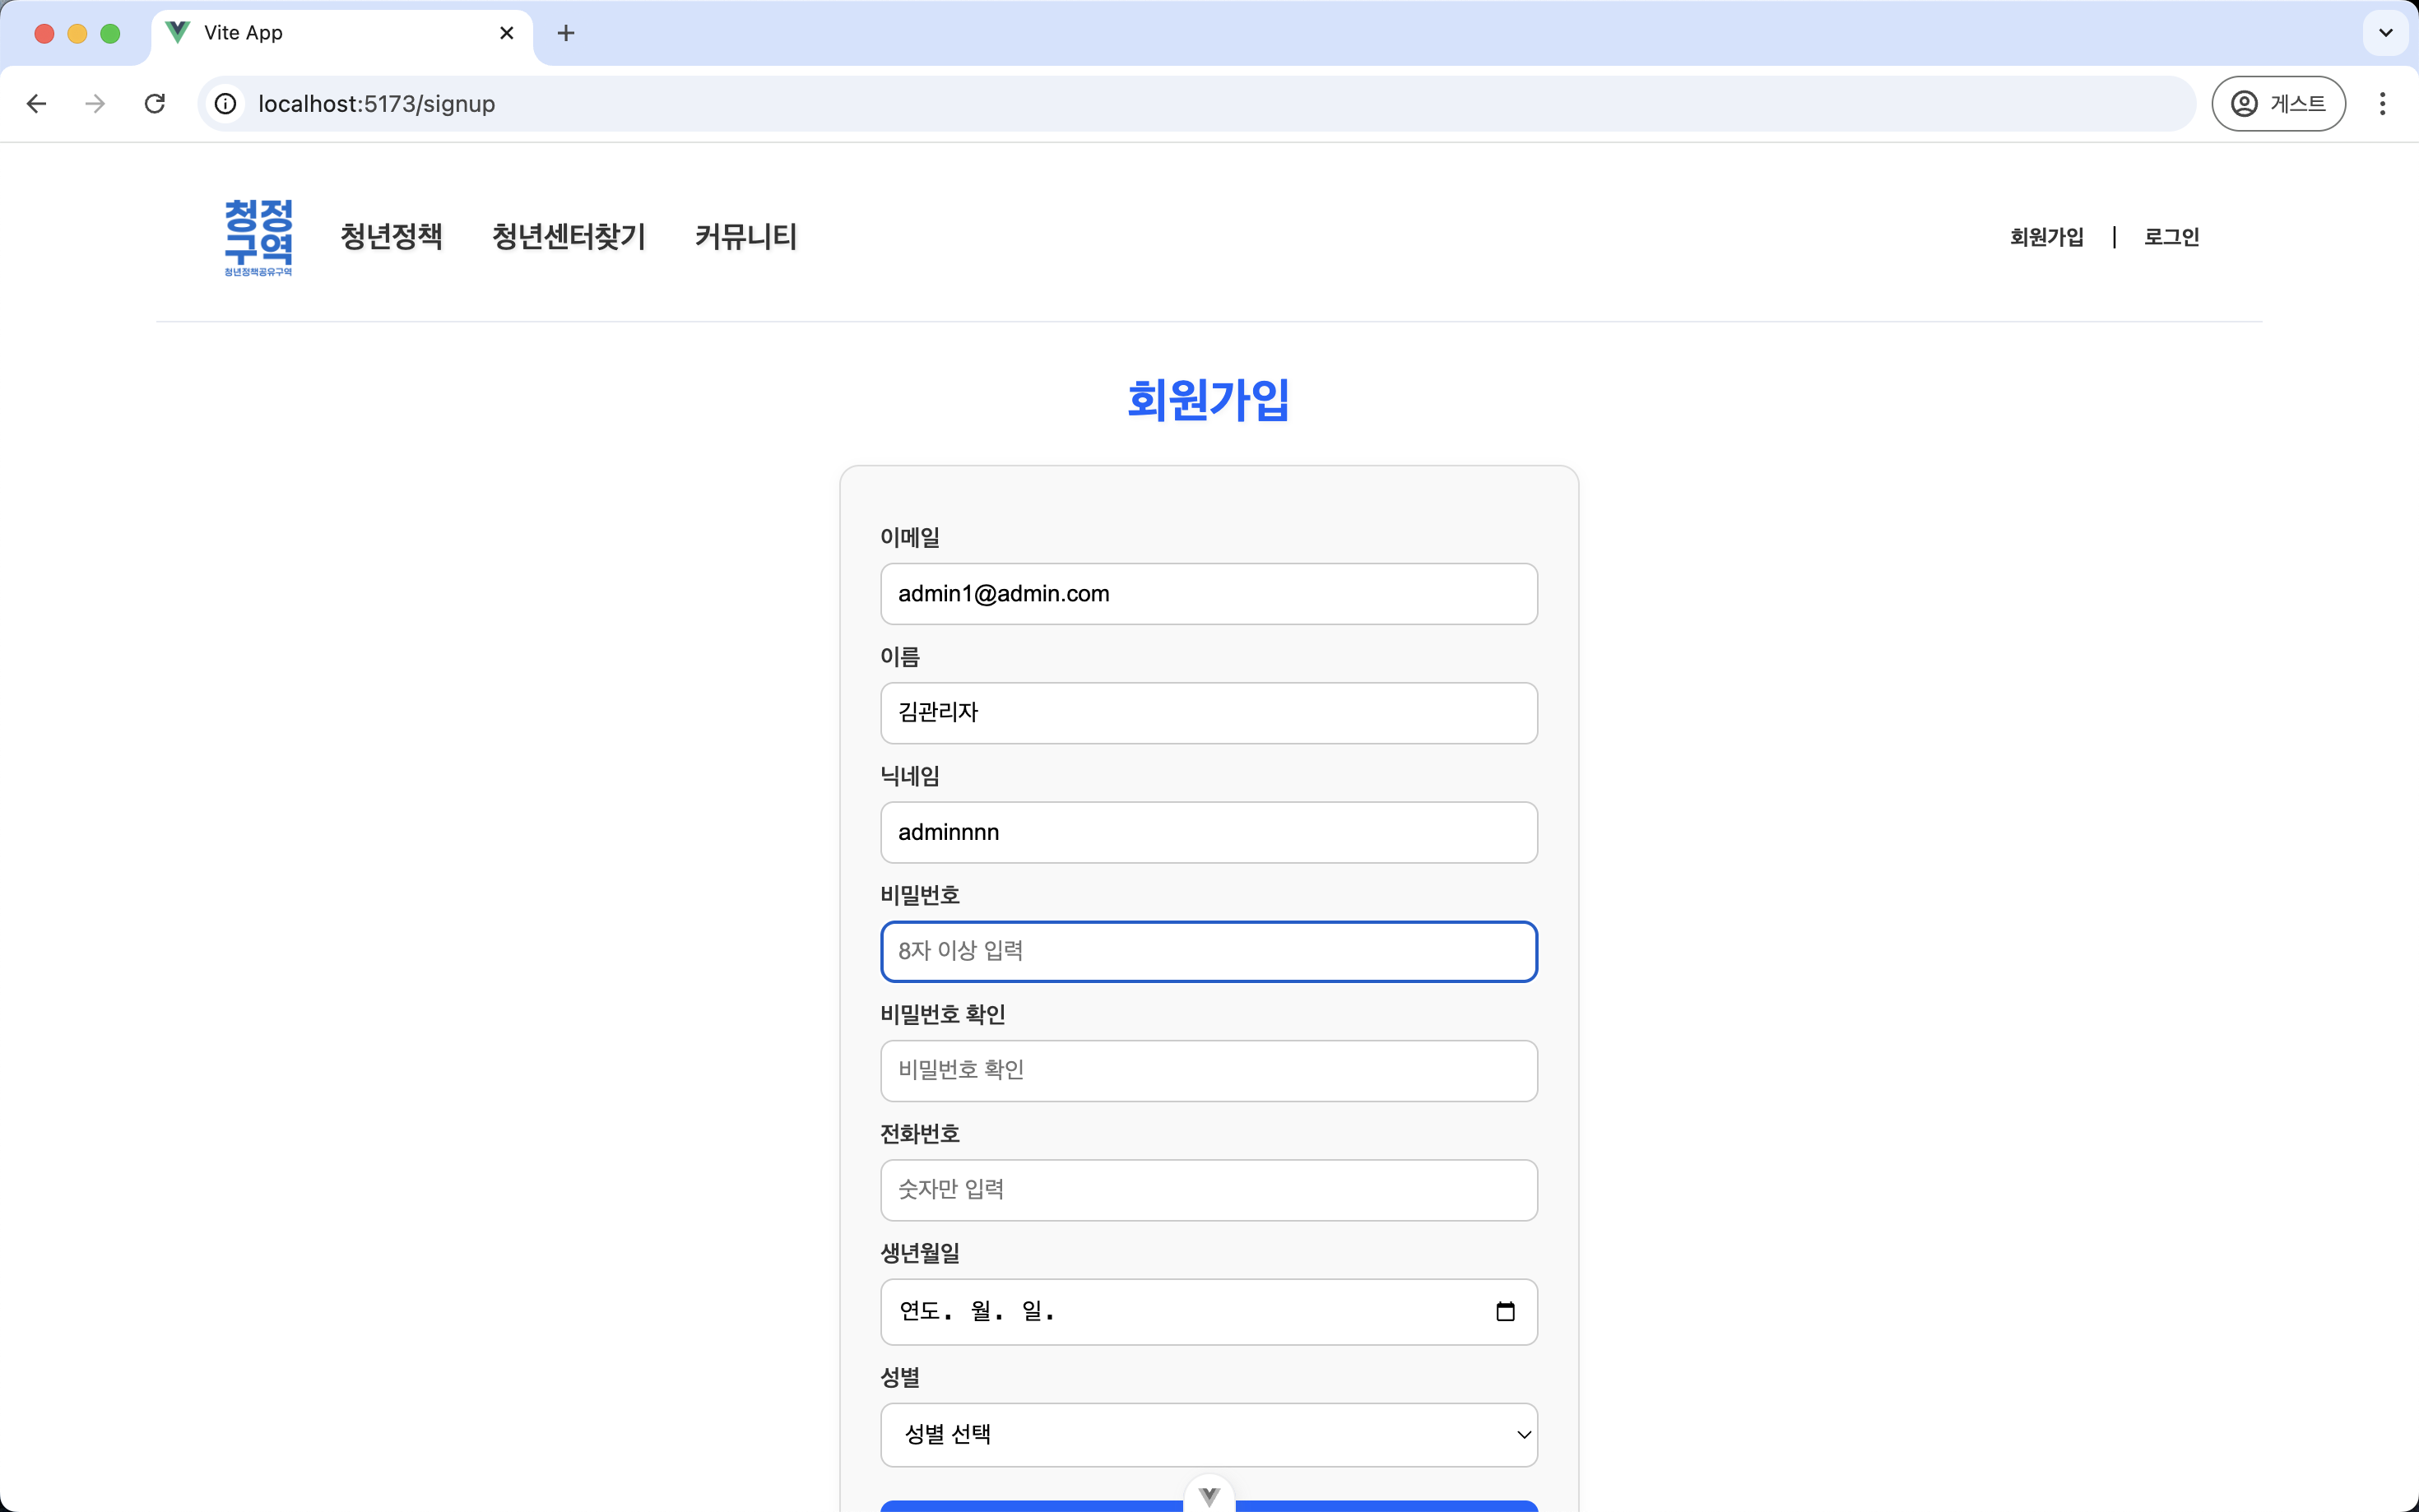 Vite App
localhost:5173/signup
게스트
청정
구역
청년정책공유구역
청년정책 청년센터찾기 커뮤니티
회원가입 | 로그인
회원가입
이메일
admin1@admin.com
이름
김관리자
닉네임
adminnnn
비밀번호
8자 이상 입력
비밀번호 확인
비밀번호 확인
전화번호
숫자만 입력
생년월일
연도. 월. 일.
성별
성별 선택